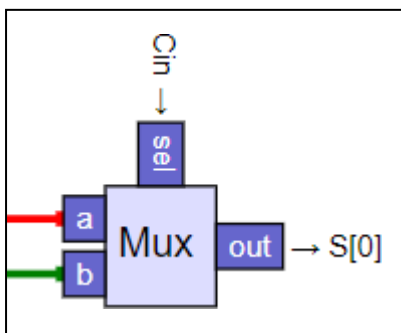 Cin →
sel
a
b
Mux
out → S[0]